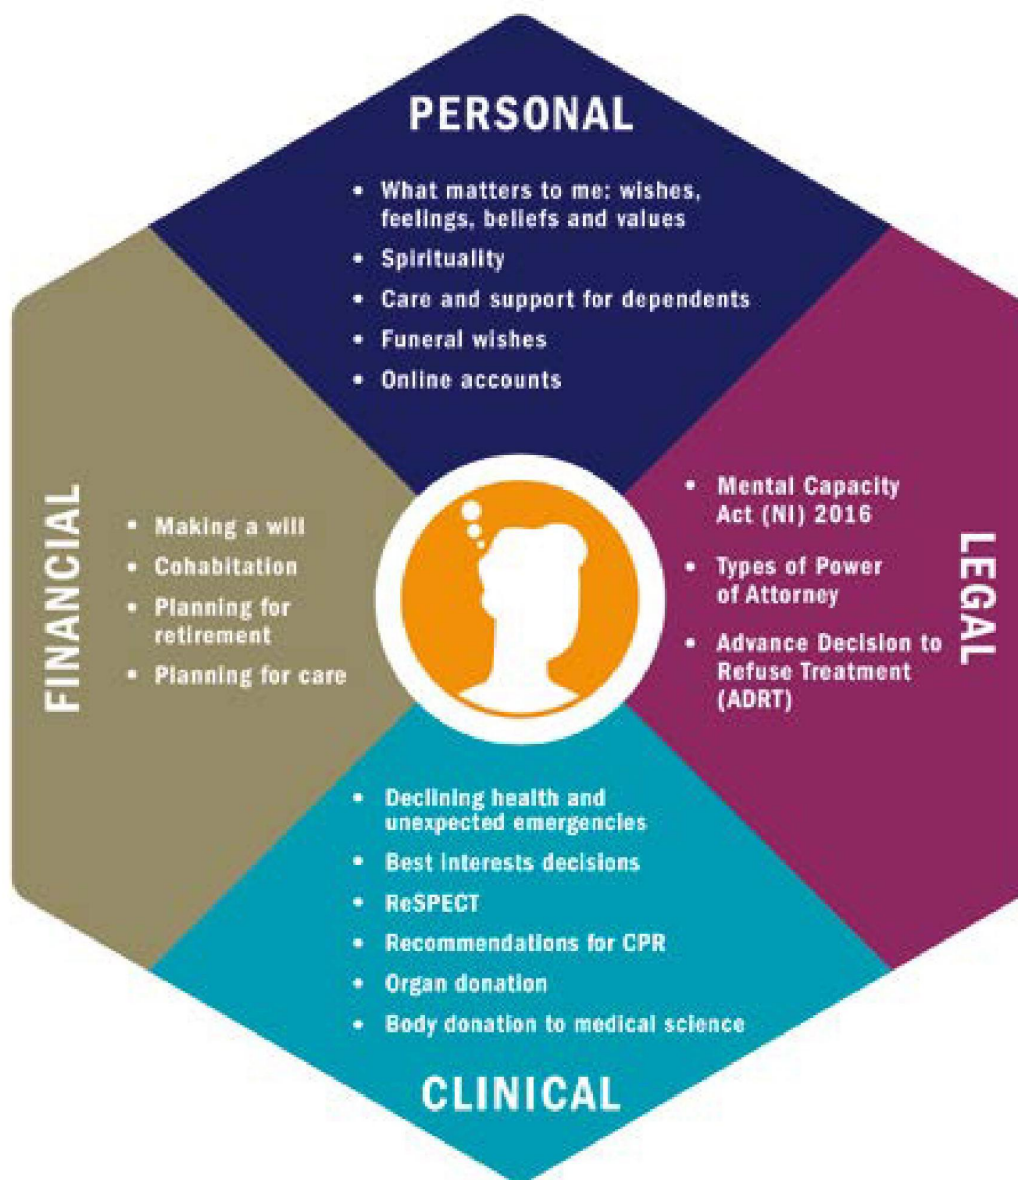 PERSONAL
• What matters to me: wishes,
feelings, beliefs and values
• Spirituality
• Care and support for dependents
• Funeral wishes
• Online accounts
FINANCIAL
• Making a will
• Cohabitation
• Planning for
retirement
• Planning for care
LEGAL
• Mental Capacity
Act (NI) 2016
• Types of Power
of Attorney
• Advance Decision to
Refuse Treatment
(ADRT)
• Declining health and
unexpected emergencies
• Best interests decisions
• ReSPECT
• Recommendations for CPR
• Organ donation
• Body donation to medical science
CLINICAL